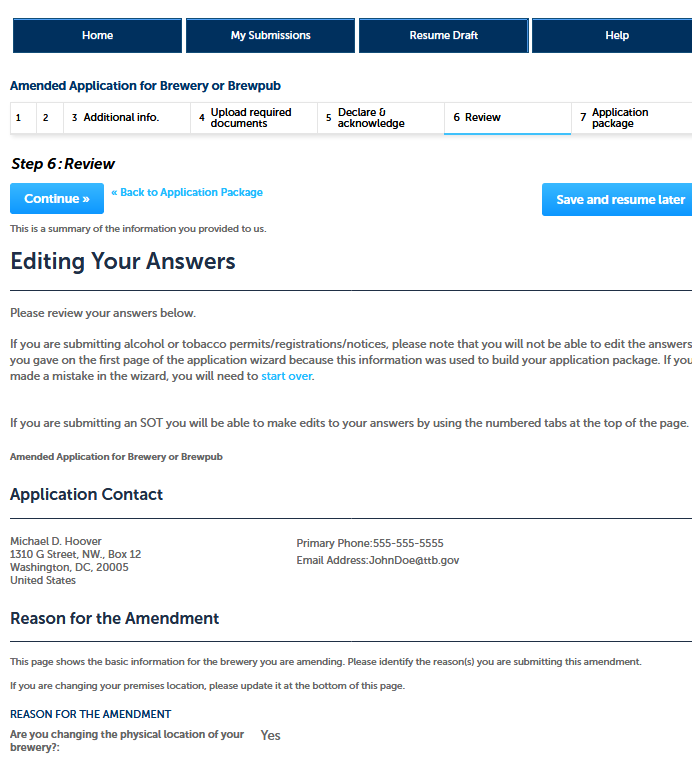 Home My Submissions Resume Draft Help
Amended Application for Brewery or Brewpub
1 2 3 Additional info. 4 Upload required documents 5 Declare & acknowledge 6 Review 7 Application package
Step 6: Review
Continue » « Back to Application Package Save and resume later
This is a summary of the information you provided to us.
Editing Your Answers
Please review your answers below.
If you are submitting alcohol or tobacco permits/registrations/notices, please note that you will not be able to edit the answers
you gave on the first page of the application wizard because this information was used to build your application package. If you
made a mistake in the wizard, you will need to start over.
If you are submitting an SOT you will be able to make edits to your answers by using the numbered tabs at the top of the page.
Amended Application for Brewery or Brewpub
Application Contact
Michael D. Hoover
1310 G Street, NW., Box 12
Washington, DC, 20005
United States
Primary Phone:555-555-5555
Email Address:JohnDoe@ttb.gov
Reason for the Amendment
This page shows the basic information for the brewery you are amending. Please identify the reason(s) you are submitting this amendment.
If you are changing your premises location, please update it at the bottom of this page.
REASON FOR THE AMENDMENT
Are you changing the physical location of your
brewery?:
Yes